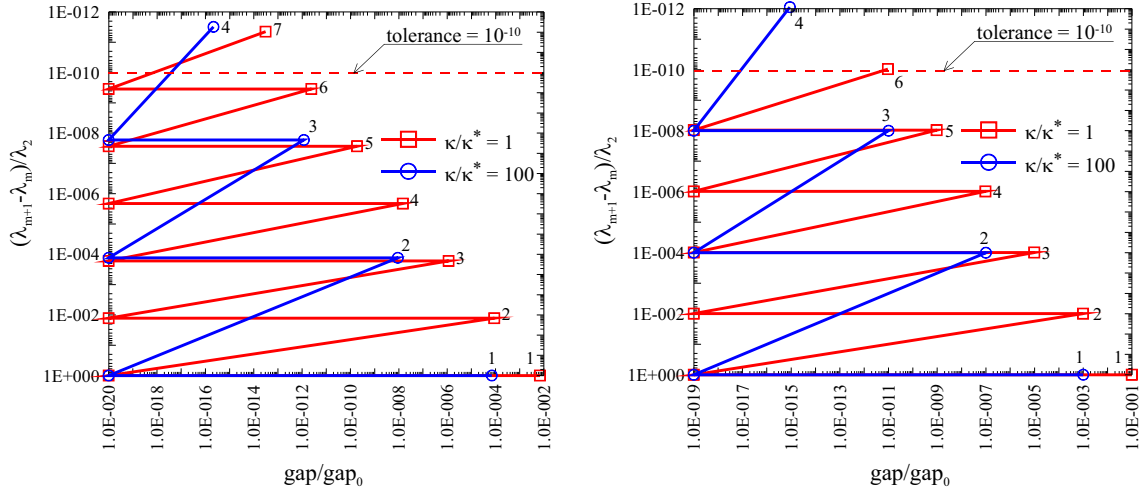 1E-012
1E-010
1E-008
1E-006
1E-004
1E-002
1E+000
(λm+1-λm)/λ2
tolerance = 10-10
κ/κ* = 1
κ/κ* = 100
4
7
6
3
5
4
2
3
2
1
1
1.0E-020
1.0E-018
1.0E-016
1.0E-014
1.0E-012
1.0E-010
1.0E-008
1.0E-006
1.0E-004
1.0E-002
gap/gap0
1E-012
1E-010
1E-008
1E-006
1E-004
1E-002
1E+000
(λm+1-λm)/λ2
tolerance = 10-10
κ/κ* = 1
κ/κ* = 100
4
6
3
5
4
2
3
2
1
1
1.0E-019
1.0E-017
1.0E-015
1.0E-013
1.0E-011
1.0E-009
1.0E-007
1.0E-005
1.0E-003
1.0E-001
gap/gap0